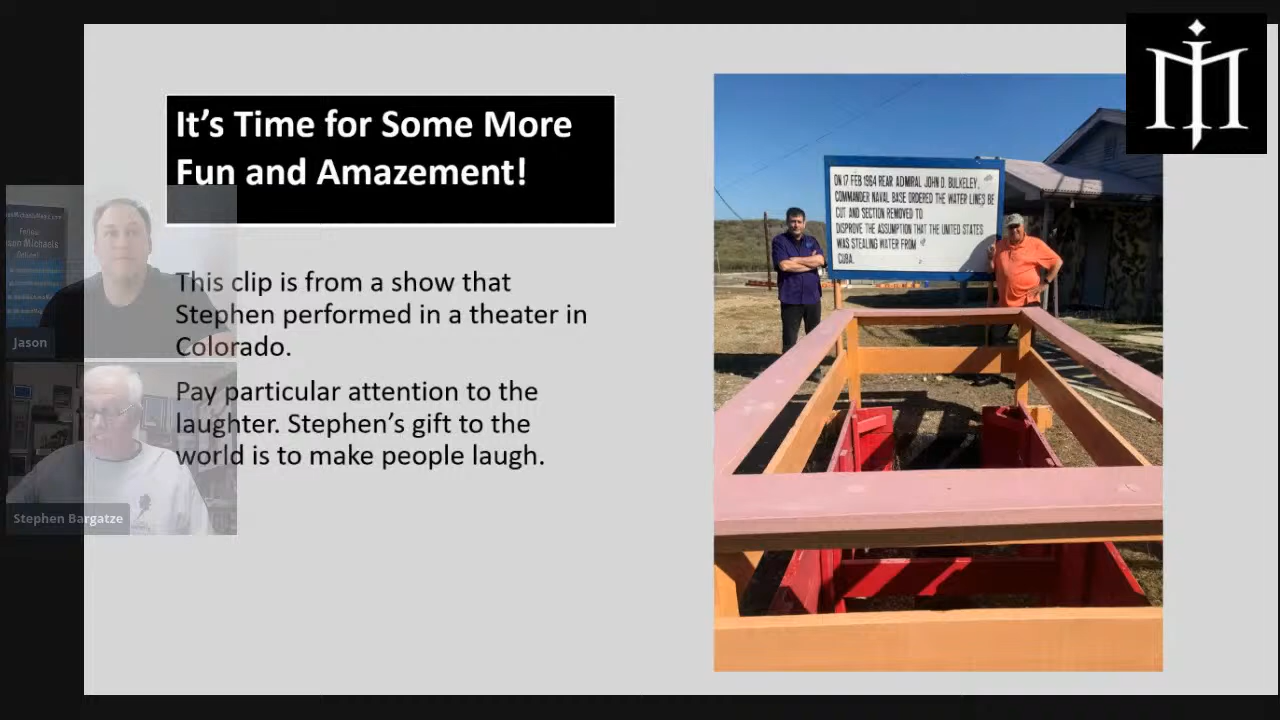 It's Time for Some More
Fun and Amazement!
This clip is from a show that
Stephen performed in a theater in
Colorado.
Pay particular attention to the
laughter. Stephen's gift to the
world is to make people laugh.
Jason
Stephen Bargatze
ON 17 FEB 1964 REAR ADMIRAL JOHN D. BULKELEY,
COMMANDER NAVAL BASE ORDERED THE WATER LINES BE
CUT AND SECTION REMOVED TO
DISPROVE THE ASSUMPTION THAT THE UNITED STATES
WAS STEALING WATER FROM
CUBA.